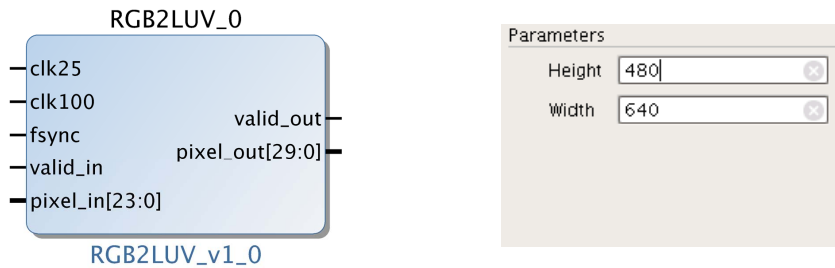 RGB2LUV_0
clk25
clk100
fsync
valid_in
pixel_in[23:0]
valid_out
pixel_out[29:0]
RGB2LUV_v1_0
Parameters
Height 480
Width 640